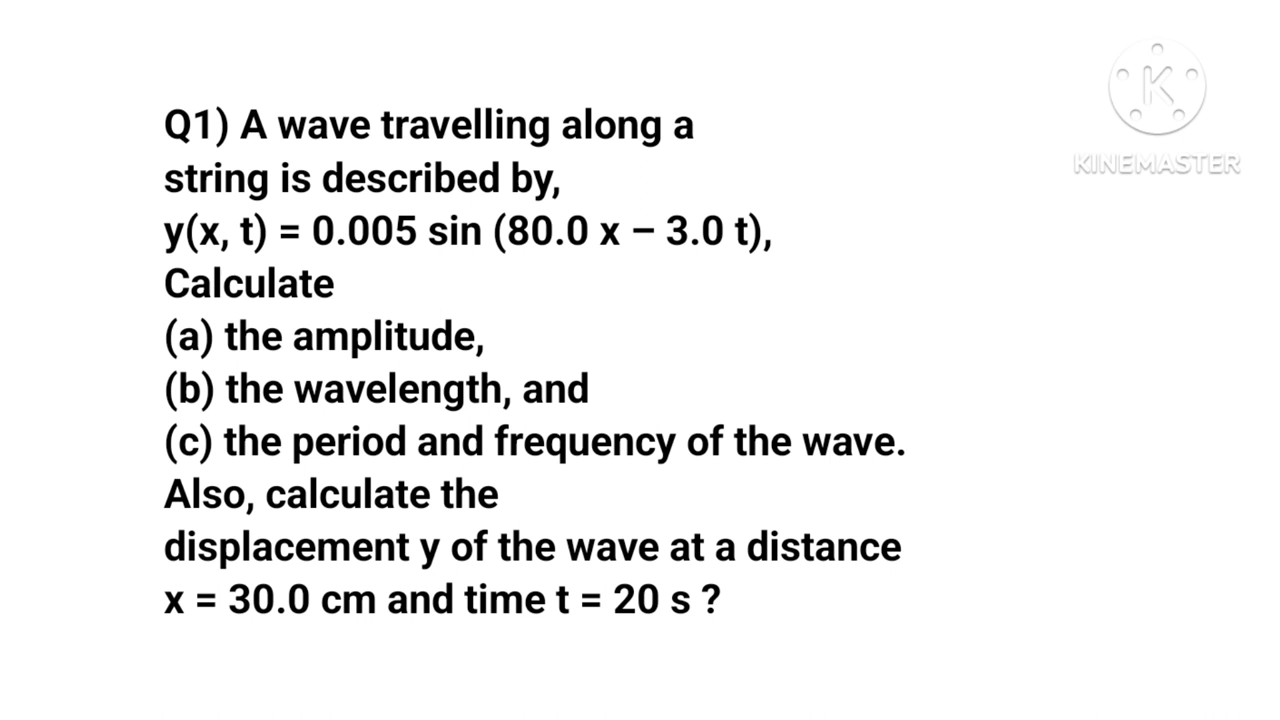 Q1) A wave travelling along a
string is described by,
y(x, t) = 0.005 sin (80.0 x – 3.0 t),
Calculate
(a) the amplitude,
(b) the wavelength, and
(c) the period and frequency of the wave.
Also, calculate the
displacement y of the wave at a distance
x = 30.0 cm and time t = 20 s ?
K
KINEMASTER